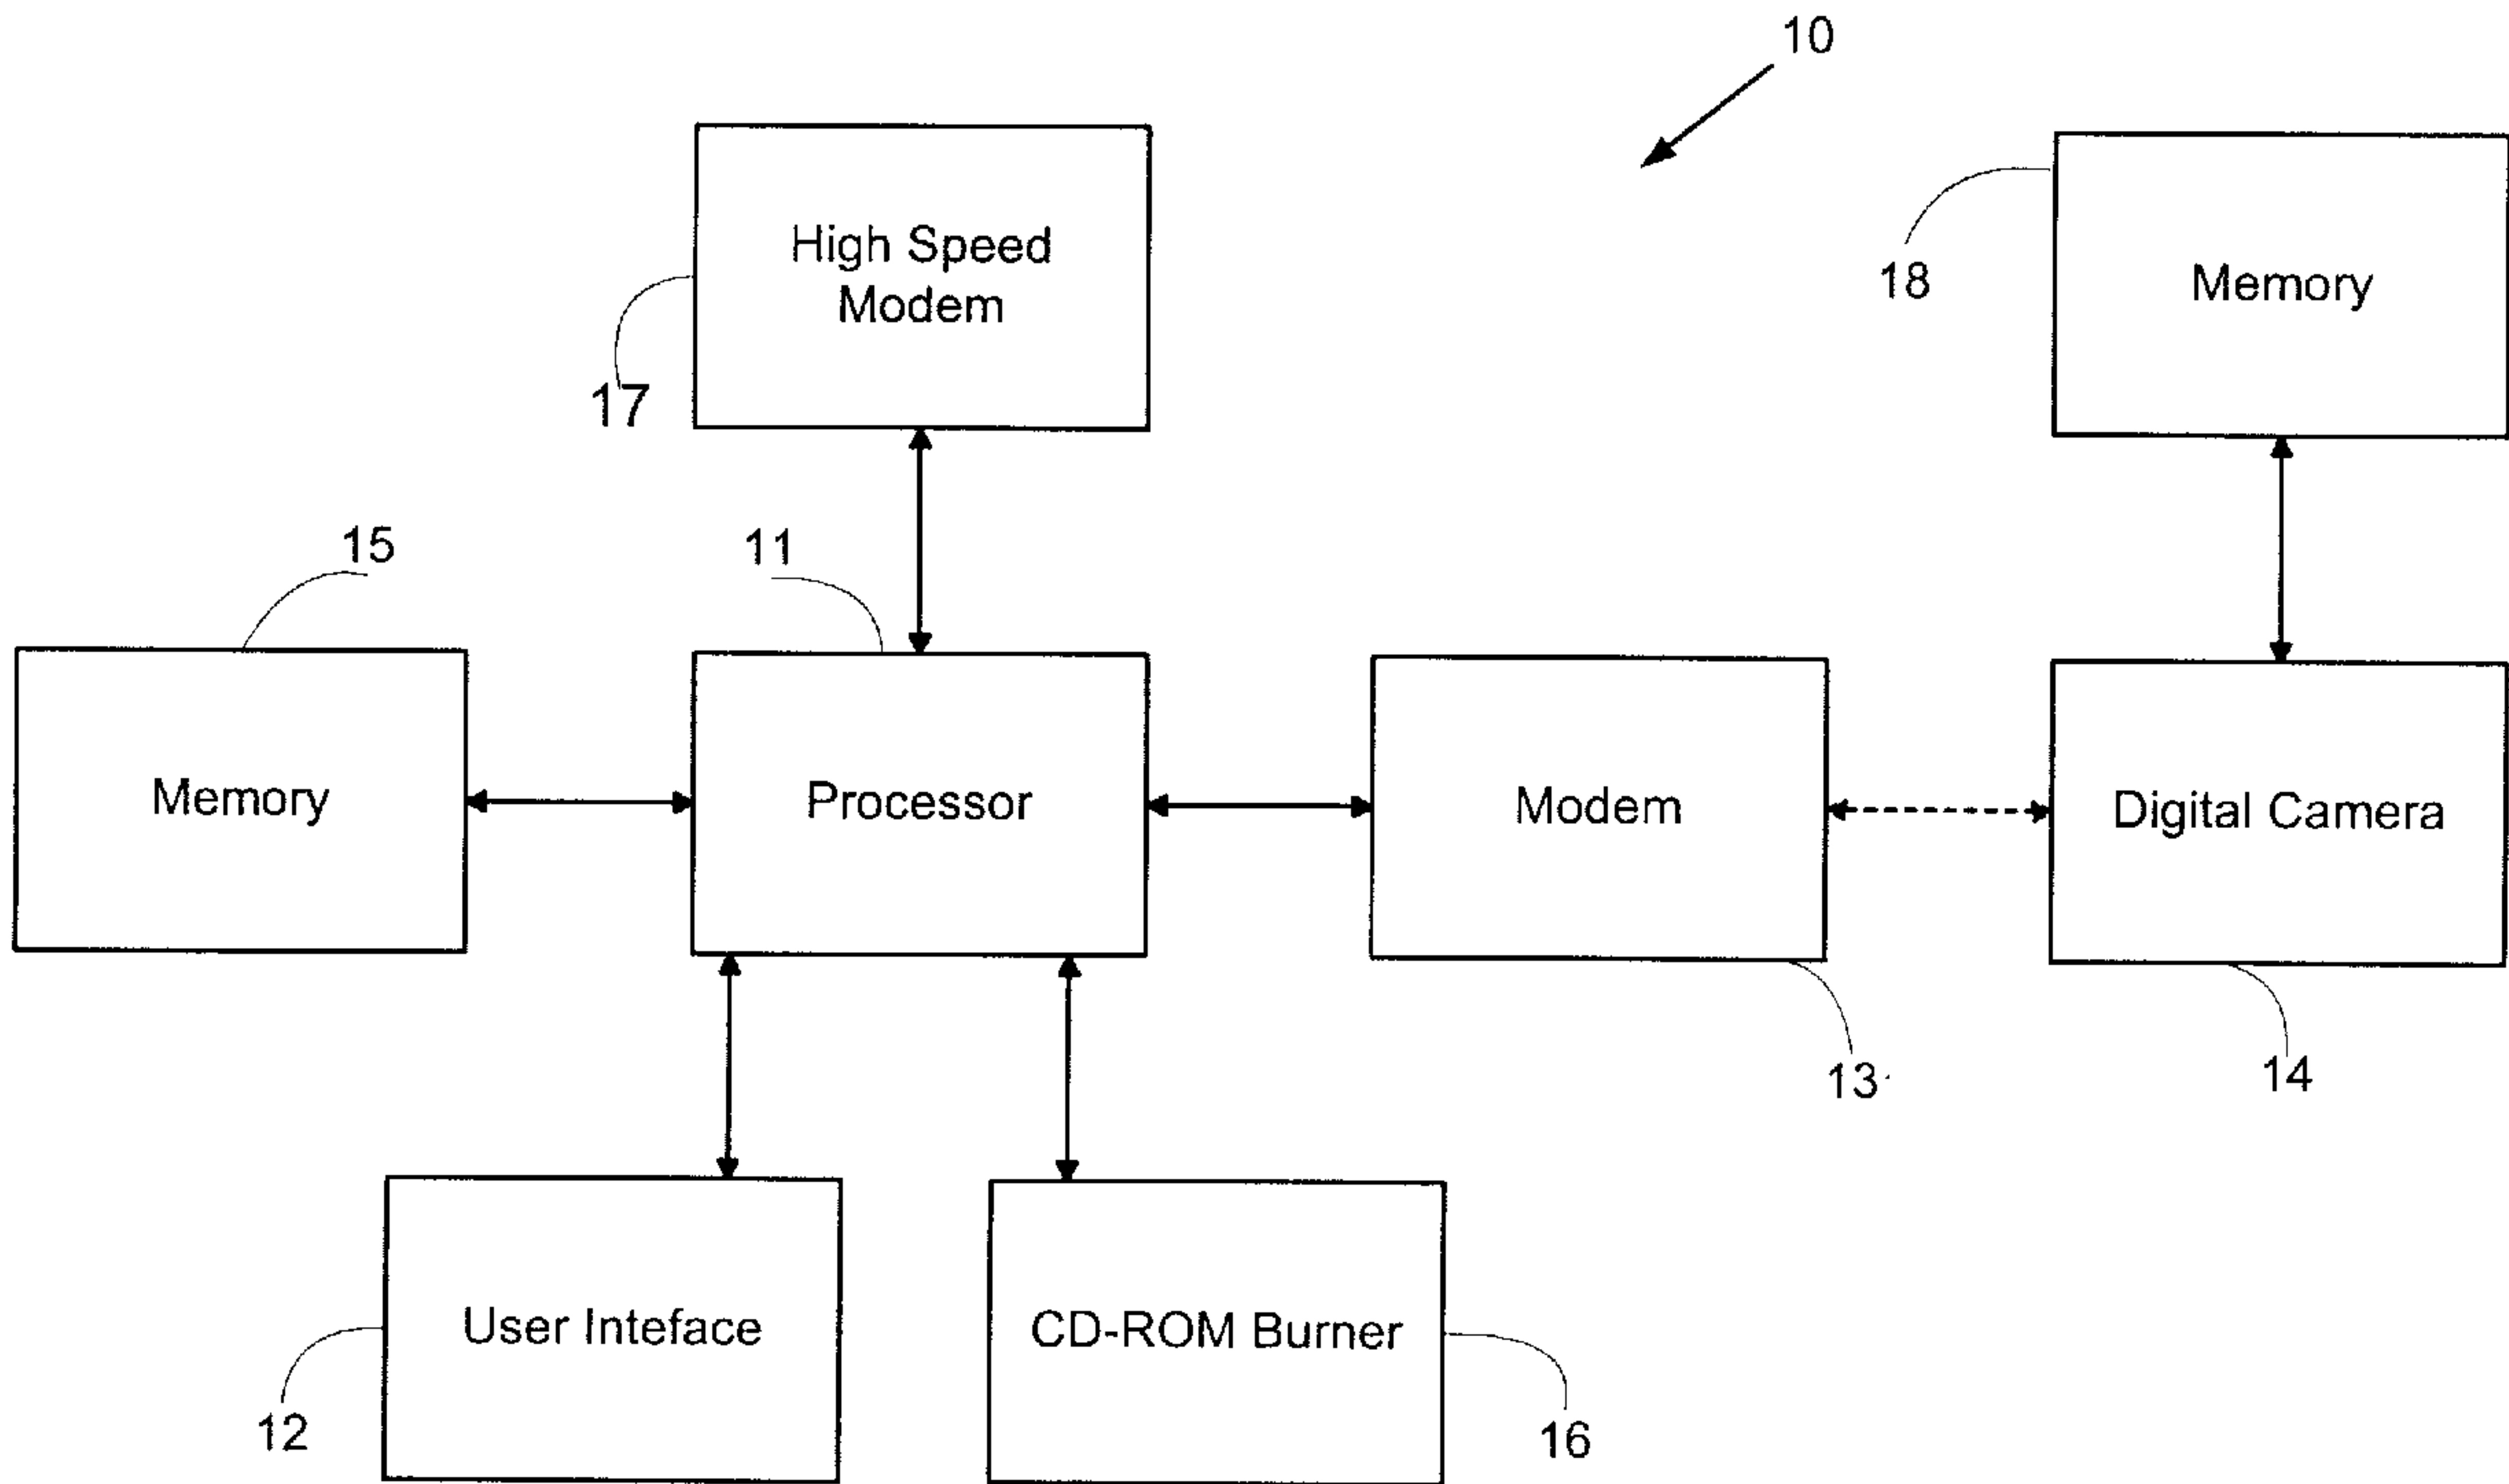 10
High Speed
Modem
18
Memory
17
15
11
Memory
Processor
Modem
Digital Camera
13
14
User Inteface
CD-ROM Burner
12
16